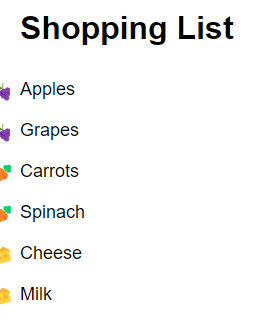 Shopping List
Apples
Grapes
Carrots
Spinach
Cheese
Milk